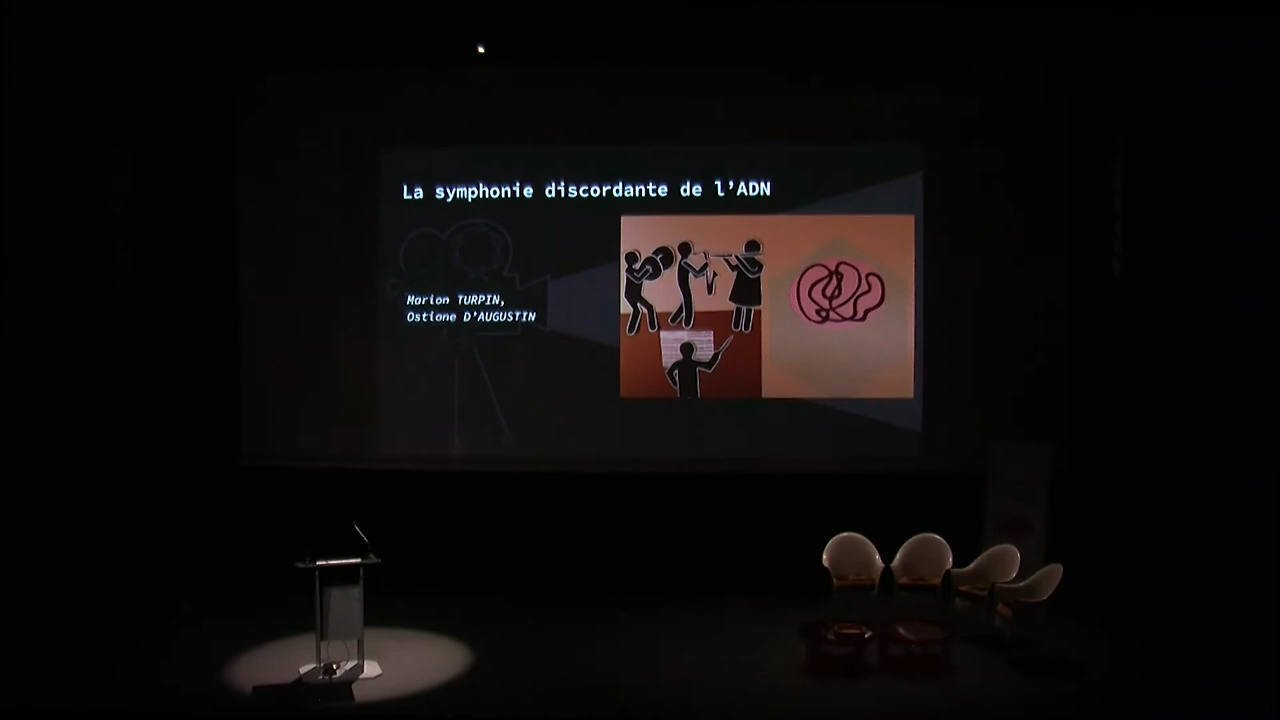 La symphonie discordante de l'ADN
Marion TURPIN,
Ostiane D'AUGUSTIN